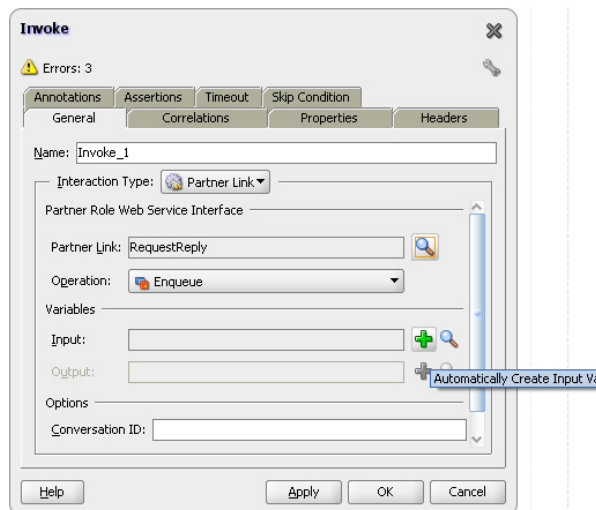 Invoke
Errors: 3
Annotations Assertions Timeout Skip Condition
General Correlations Properties Headers
Name: Invoke_1
Interaction Type: Partner Link
Partner Role Web Service Interface
Partner Link: RequestReply
Operation: Enqueue
Variables
Input:
Output:
Automatically Create Input Va
Options
Conversation ID:
Help Apply OK Cancel